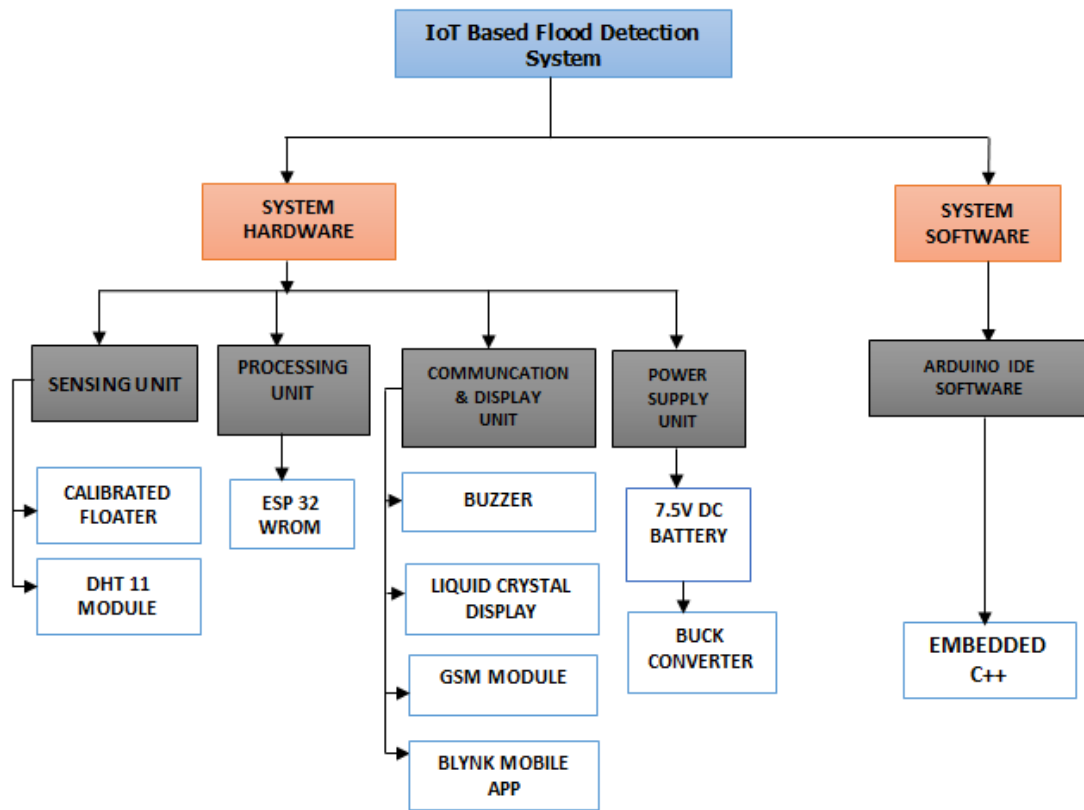 IoT Based Flood Detection
System
SYSTEM
HARDWARE
SYSTEM
SOFTWARE
SENSING UNIT
PROCESSING
UNIT
COMMUNCATION
& DISPLAY
UNIT
POWER
SUPPLY
UNIT
ARDUINO IDE
SOFTWARE
CALIBRATED
FLOATER
DHT 11
MODULE
ESP 32
WROM
BUZZER
LIQUID CRYSTAL
DISPLAY
GSM MODULE
BLYNK MOBILE
APP
7.5V DC
BATTERY
BUCK
CONVERTER
EMBEDDED
C++